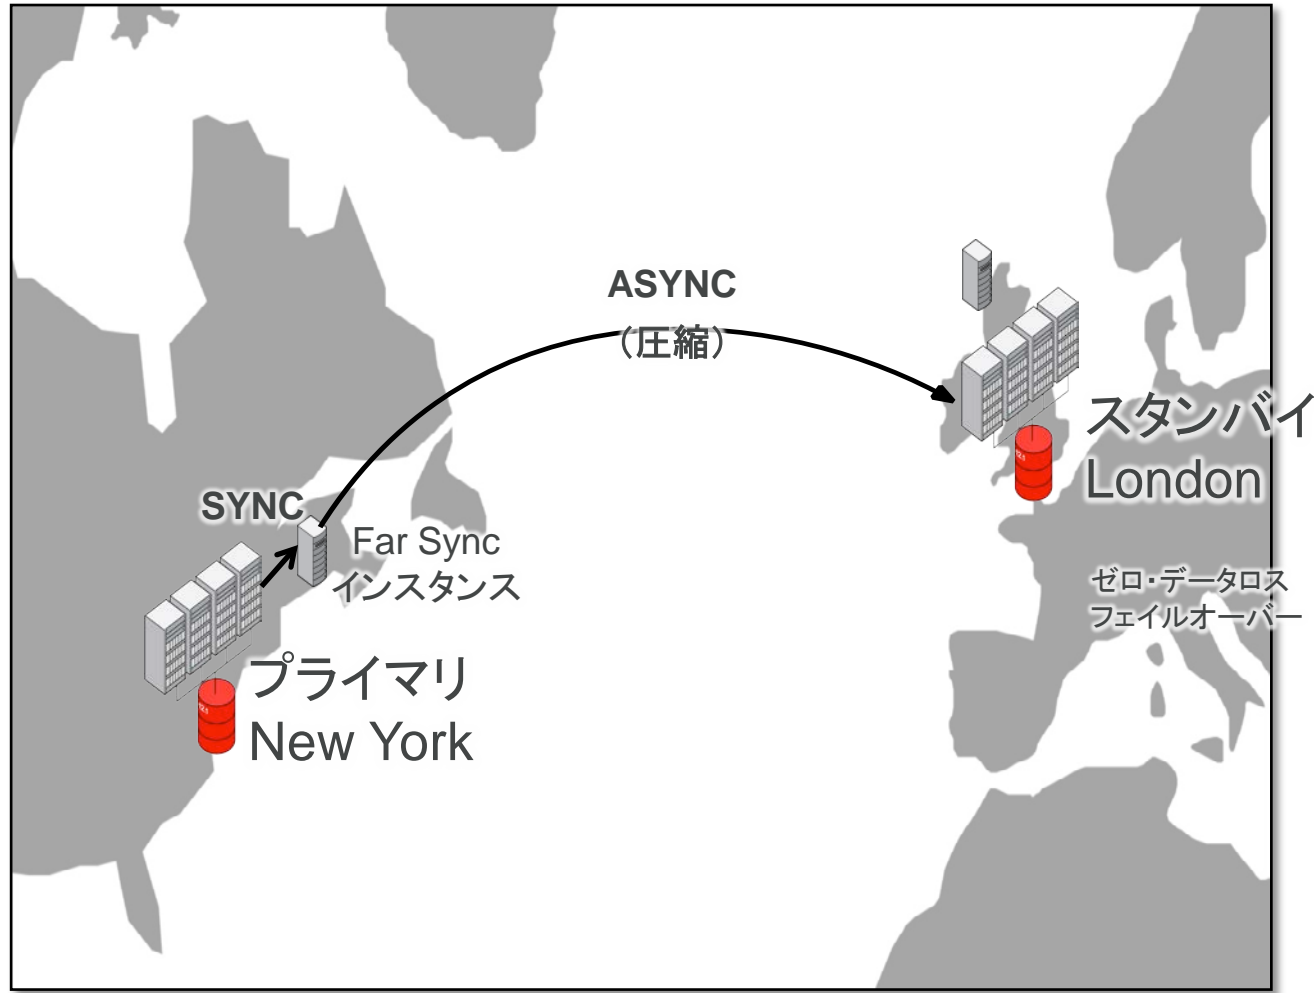 ASYNC
（圧縮）
スタンバイ
London
SYNC
Far Sync
インスタンス
ゼロ・データロス
フェイルオーバー
プライマリ
New York